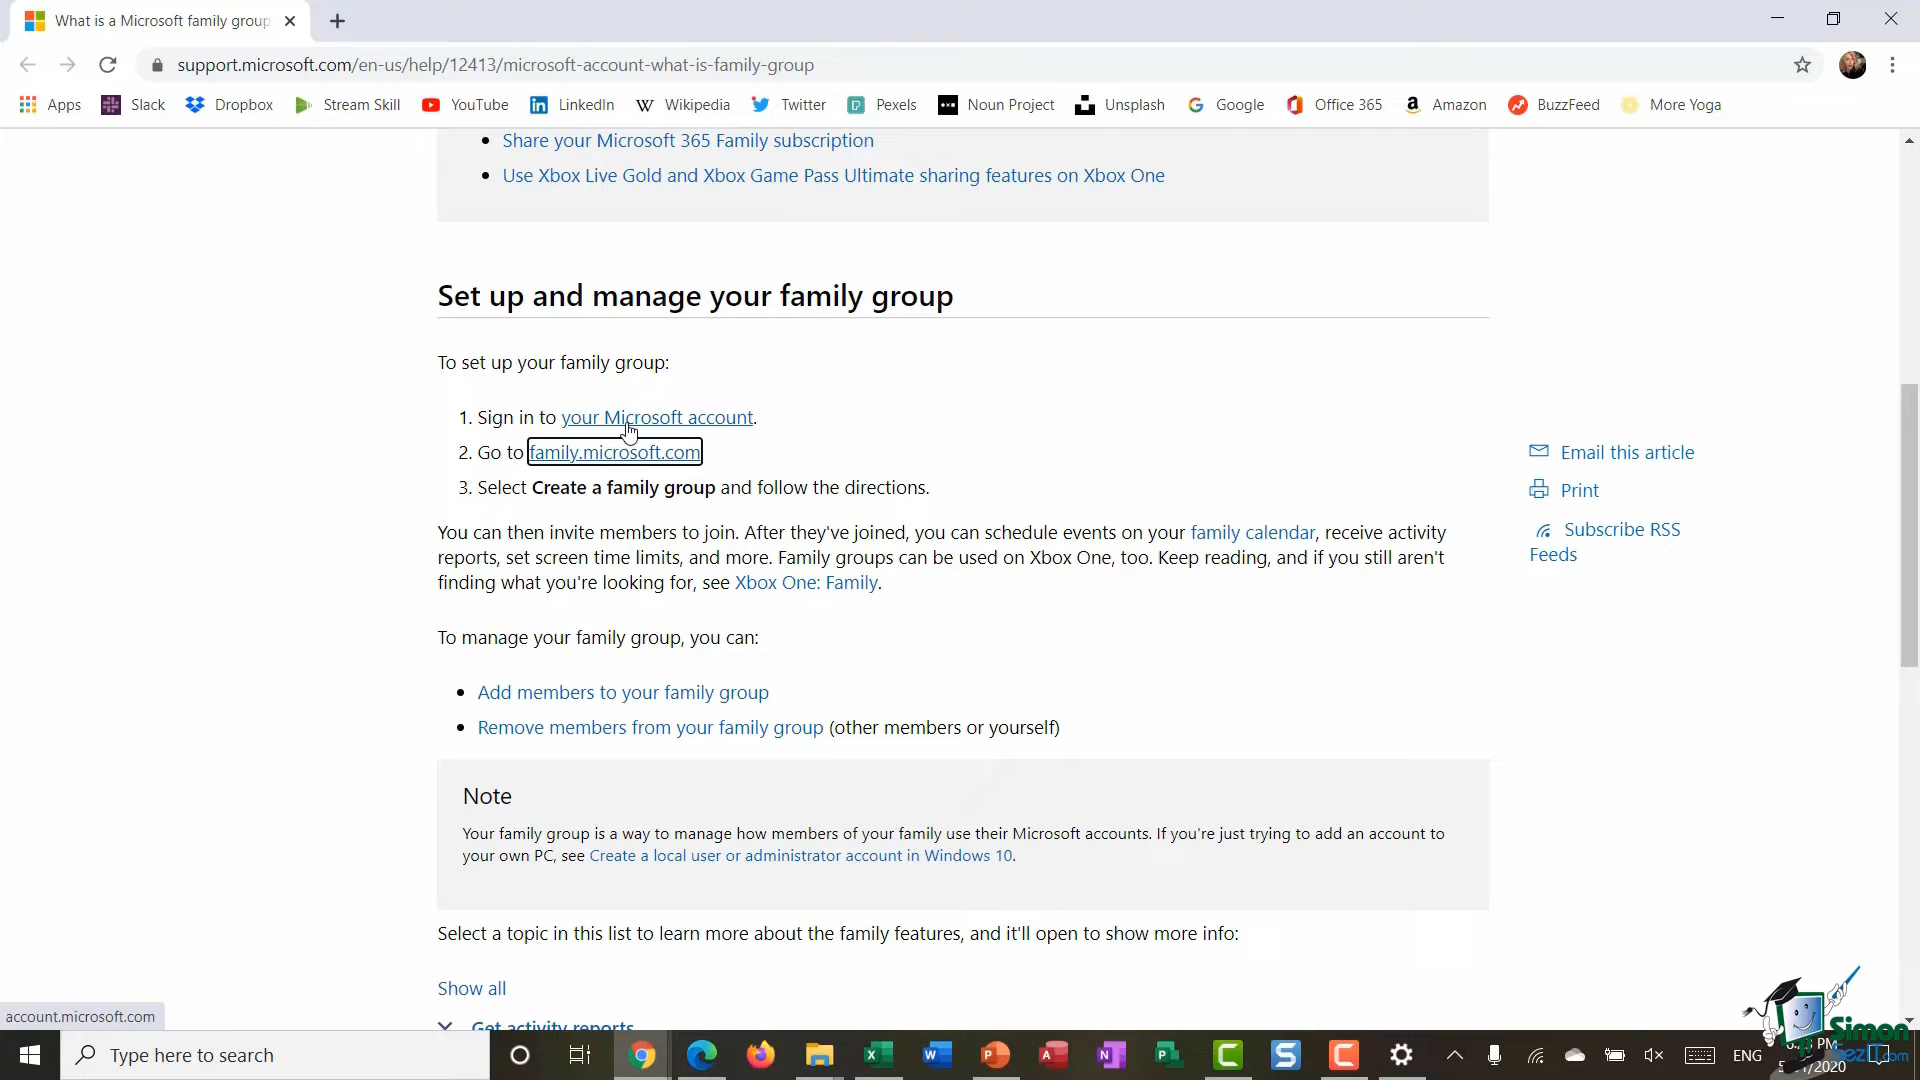 What is a Microsoft family group
support.microsoft.com/en-us/help/12413/microsoft-account-what-is-family-group
Apps Slack Dropbox Stream Skill YouTube LinkedIn Wikipedia Twitter Pexels Noun Project Unsplash Google Office 365 Amazon BuzzFeed More Yoga
• Share your Microsoft 365 Family subscription
• Use Xbox Live Gold and Xbox Game Pass Ultimate sharing features on Xbox One
Set up and manage your family group
To set up your family group:
1. Sign in to your Microsoft account.
2. Go to family.microsoft.com
3. Select Create a family group and follow the directions.
You can then invite members to join. After they've joined, you can schedule events on your family calendar, receive activity
reports, set screen time limits, and more. Family groups can be used on Xbox One, too. Keep reading, and if you still aren't
finding what you're looking for, see Xbox One: Family.
To manage your family group, you can:
• Add members to your family group
• Remove members from your family group (other members or yourself)
Note
Your family group is a way to manage how members of your family use their Microsoft accounts. If you're just trying to add an account to
your own PC, see Create a local user or administrator account in Windows 10.
Select a topic in this list to learn more about the family features, and it'll open to show more info:
Show all
Get activity reports
Email this article
Print
Subscribe RSS
Feeds
account.microsoft.com
Type here to search
ENG
PM
Simon
SezIT.com